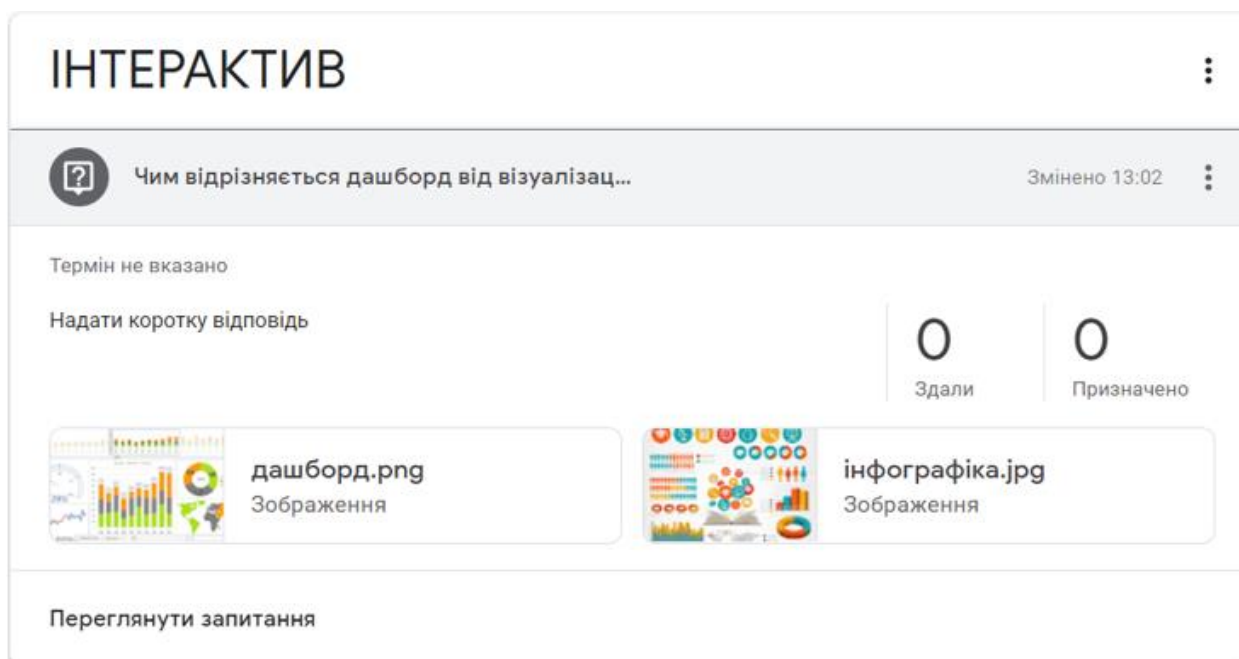 ІНТЕРАКТИВ
Чим відрізняється дашборд від візуалізац...
Змінено 13:02
Термін не вказано
Надати коротку відповідь
0
0
Здали
Призначено
дашборд.png
Зображення
інфографіка.jpg
Зображення
Переглянути запитання